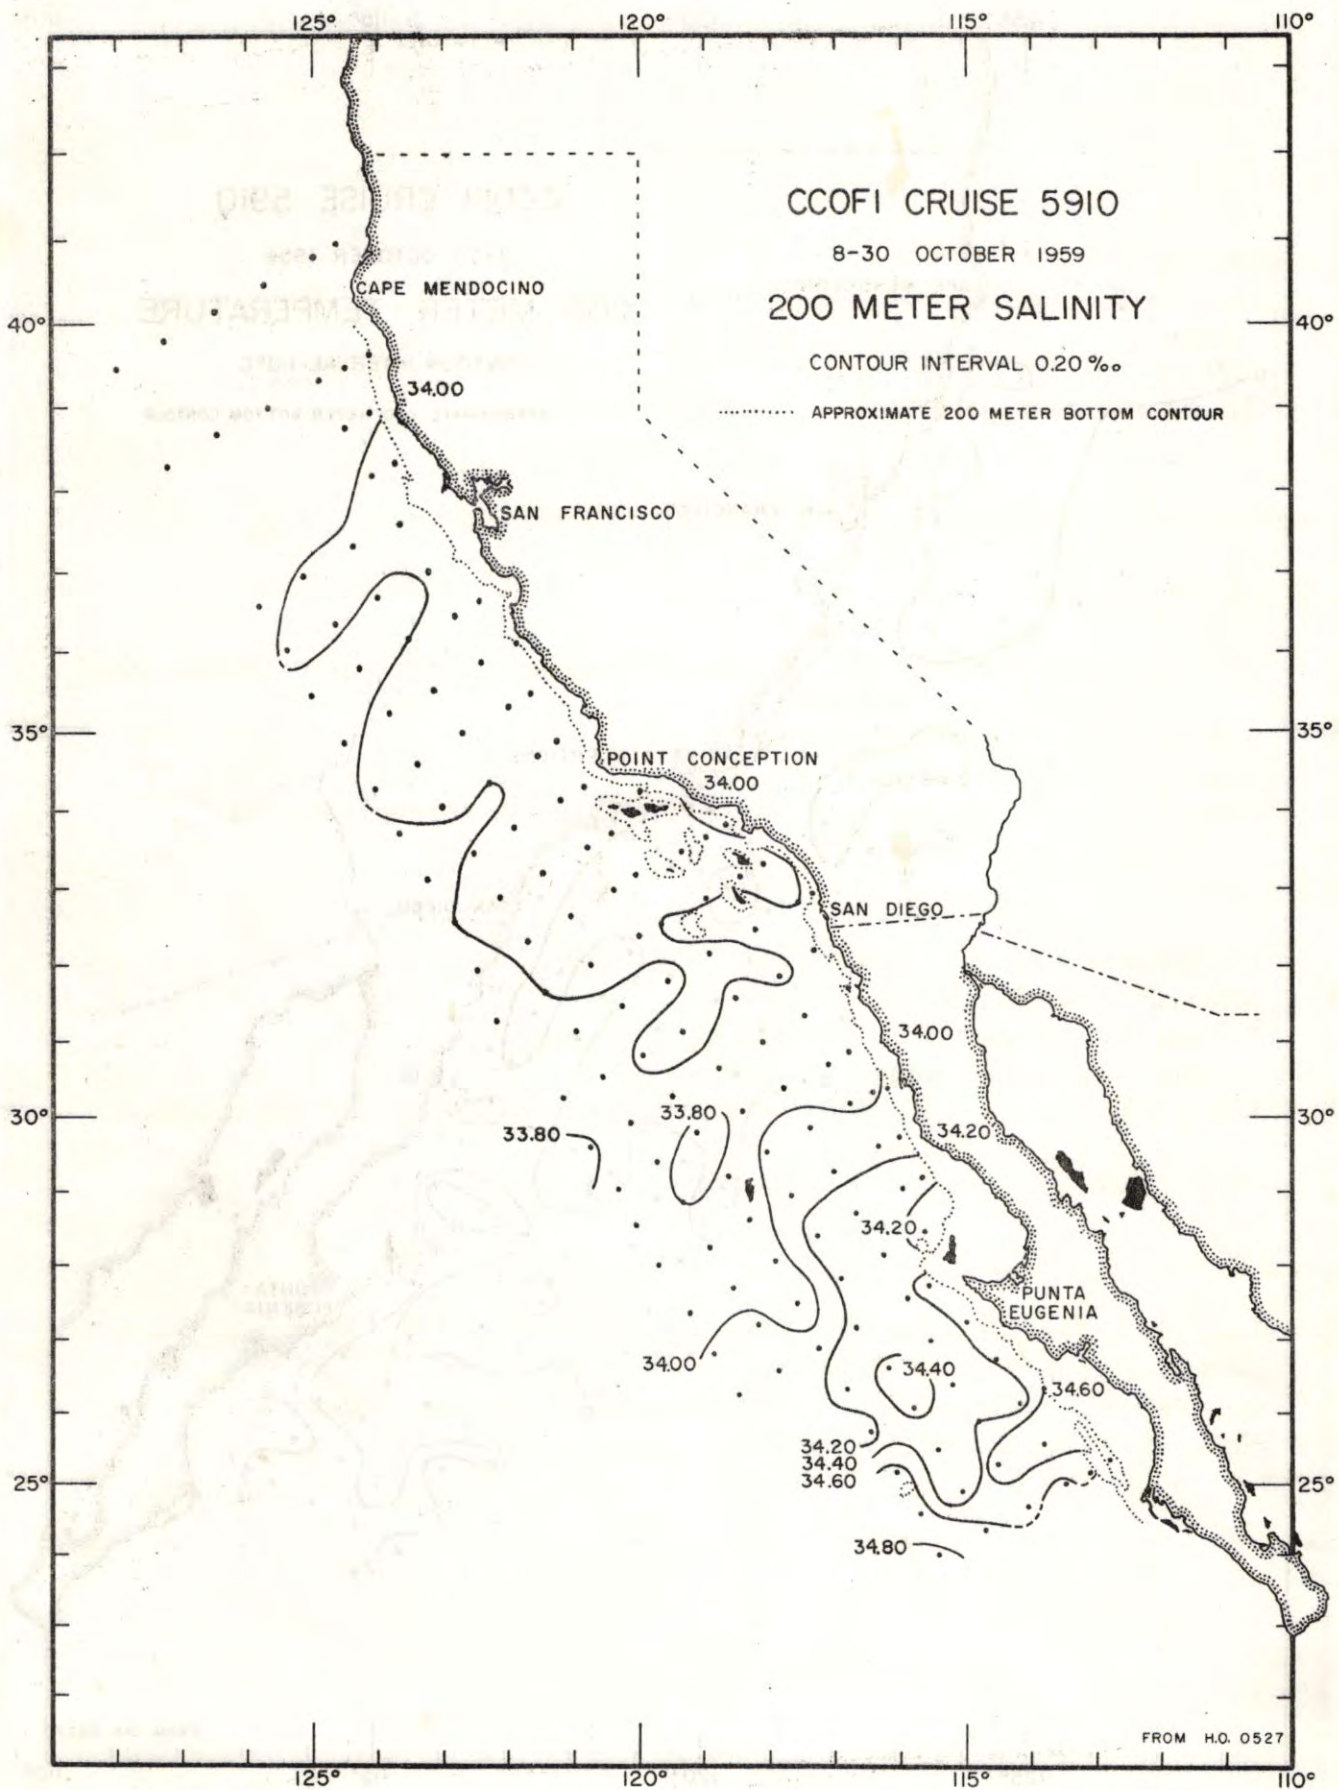 125° 120° 115° 110°
CCOFI CRUISE 5910
8-30 OCTOBER 1959
CAPE MENDOCINO
200 METER SALINITY
40° 40°
CONTOUR INTERVAL 0.20 ‰
34.00
APPROXIMATE 200 METER BOTTOM CONTOUR
SAN FRANCISCO
35° 35°
POINT CONCEPTION
34.00
SAN DIEGO
34.00
33.80
30° 30°
33.80
34.20
34.20
PUNTA
EUGENIA
34.00
34.40
34.60
34.20
34.40
34.60
25° 25°
34.80
FROM H.O. 0527
125° 120° 115° 110°